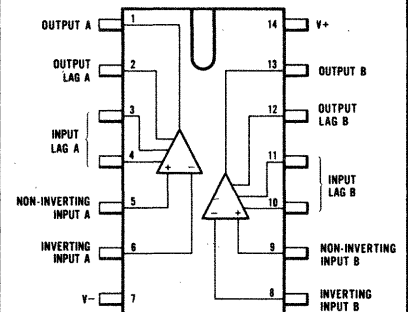 OUTPUT A
1
OUTPUT
LAG A
2
3
INPUT
LAG A
4
NON-INVERTING
INPUT A
5
INVERTING
INPUT A
6
V-
7
+ -
14
V+
13
OUTPUT B
12
OUTPUT
LAG B
11
INPUT
LAG B
10
9
NON-INVERTING
INPUT B
8
INVERTING
INPUT B
- +